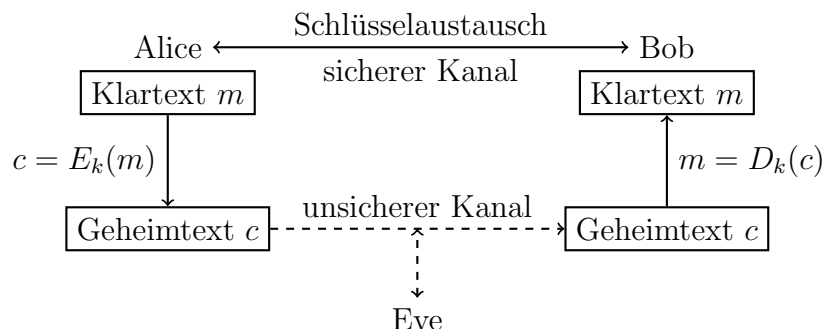 Schlüsselaustausch
Alice
Bob
sicherer Kanal
Klartext m
Klartext m
c = E_k(m)
m = D_k(c)
unsicherer Kanal
Geheimtext c
Geheimtext c
Eve